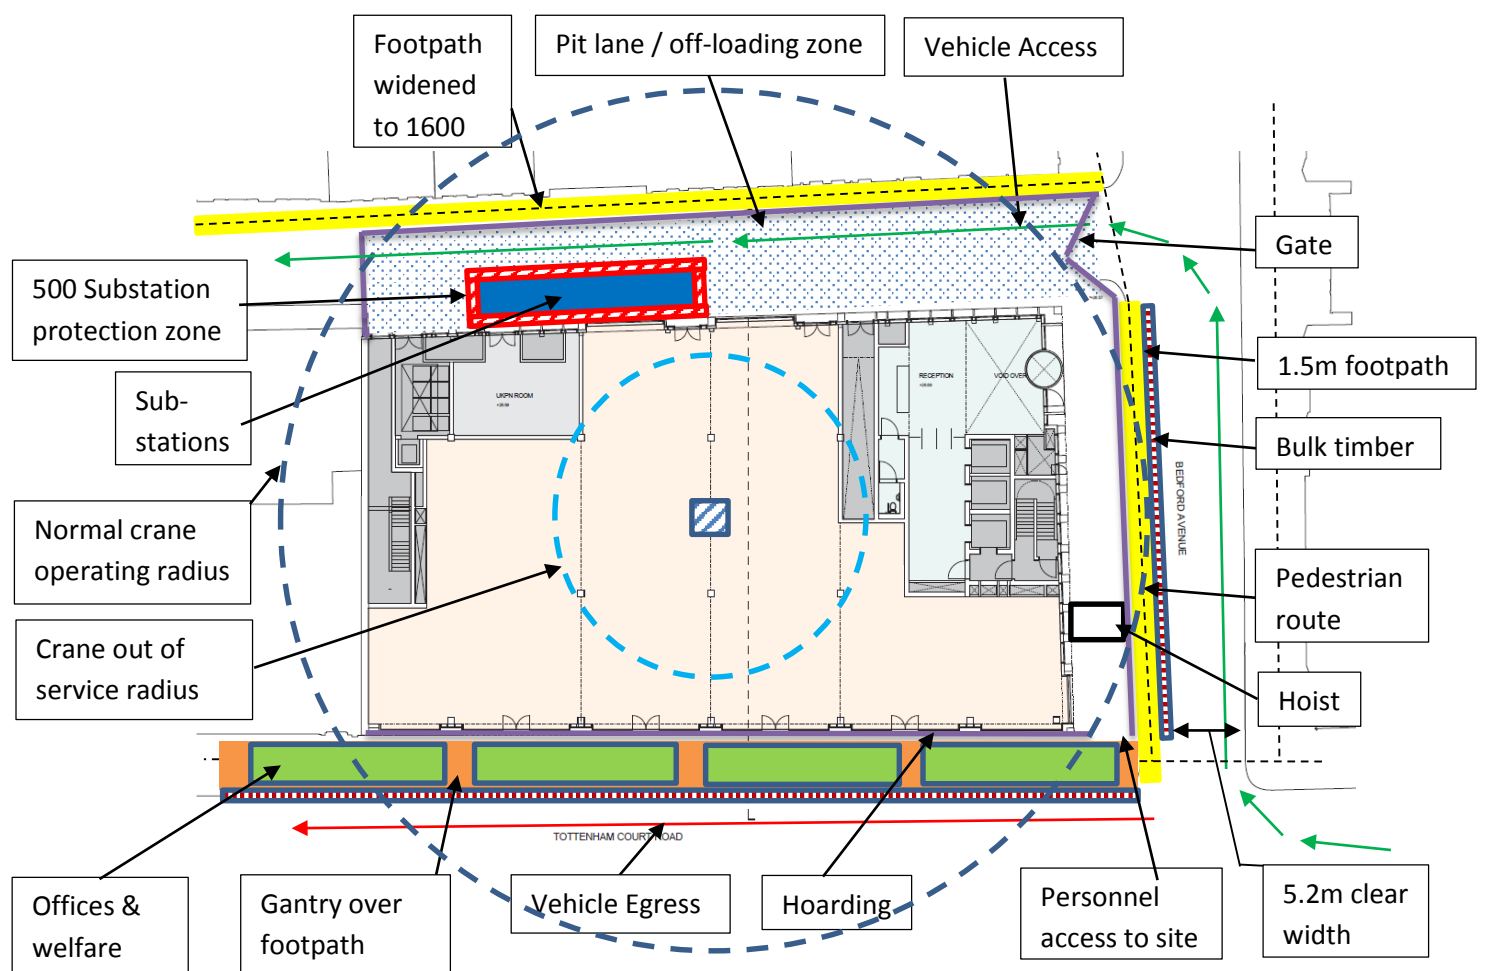 Footpath
widened
to 1600
Pit lane / off-loading zone
Vehicle Access
Gate
500 Substation
protection zone
1.5m footpath
Sub-
stations
UKPN ROOM
RECEPTION
VOID OVER
Bulk timber
BEDFORD AVENUE
Normal crane
operating radius
Pedestrian
route
Crane out of
service radius
Hoist
TOTTENHAM COURT ROAD
Offices &
welfare
Gantry over
footpath
Vehicle Egress
Hoarding
Personnel
access to site
5.2m clear
width